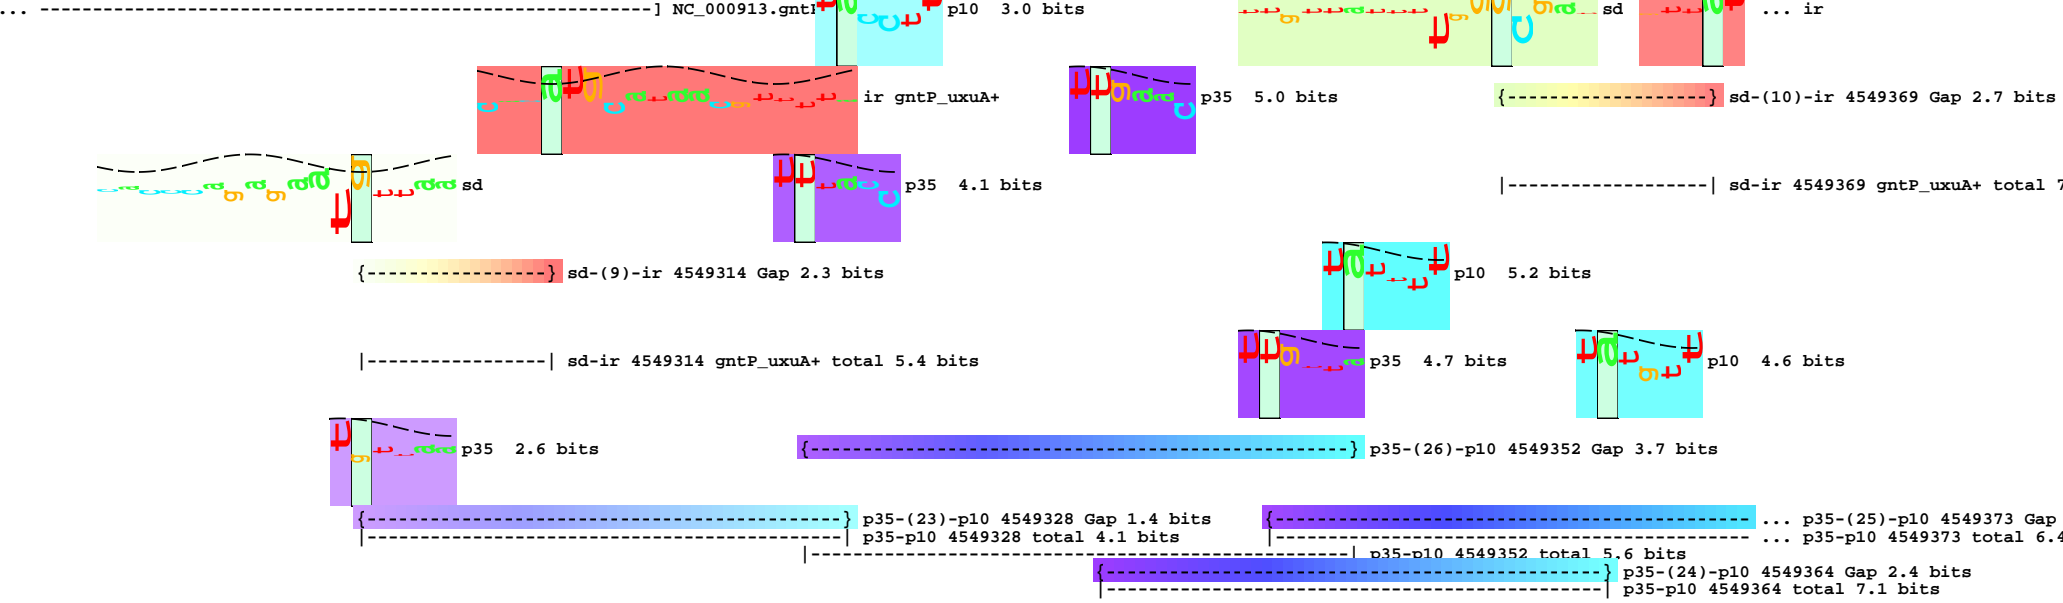 ... ----------------------------------------------------] NC_000913.gnt
p10 3.0 bits
sd
... ir
ir gntP_uxuA+
p35 5.0 bits
{------------------} sd-(10)-ir 4549369 Gap 2.7 bits
sd
p35 4.1 bits
|------------------| sd-ir 4549369 gntP_uxuA+ total 7
{----------------} sd-(9)-ir 4549314 Gap 2.3 bits
p10 5.2 bits
|----------------| sd-ir 4549314 gntP_uxuA+ total 5.4 bits
p35 4.7 bits
p10 4.6 bits
p35 2.6 bits
{----------------------------------------------------} p35-(26)-p10 4549352 Gap 3.7 bits
{---------------------------------------------} p35-(23)-p10 4549328 Gap 1.4 bits
{--------------------------------------------- ... p35-(25)-p10 4549373 Gap
|---------------------------------------------| p35-p10 4549328 total 4.1 bits
|--------------------------------------------- ... p35-p10 4549373 total 6.4
|----------------------------------------------------| p35-p10 4549352 total 5.6 bits
{-----------------------------------------------} p35-(24)-p10 4549364 Gap 2.4 bits
|-----------------------------------------------| p35-p10 4549364 total 7.1 bits